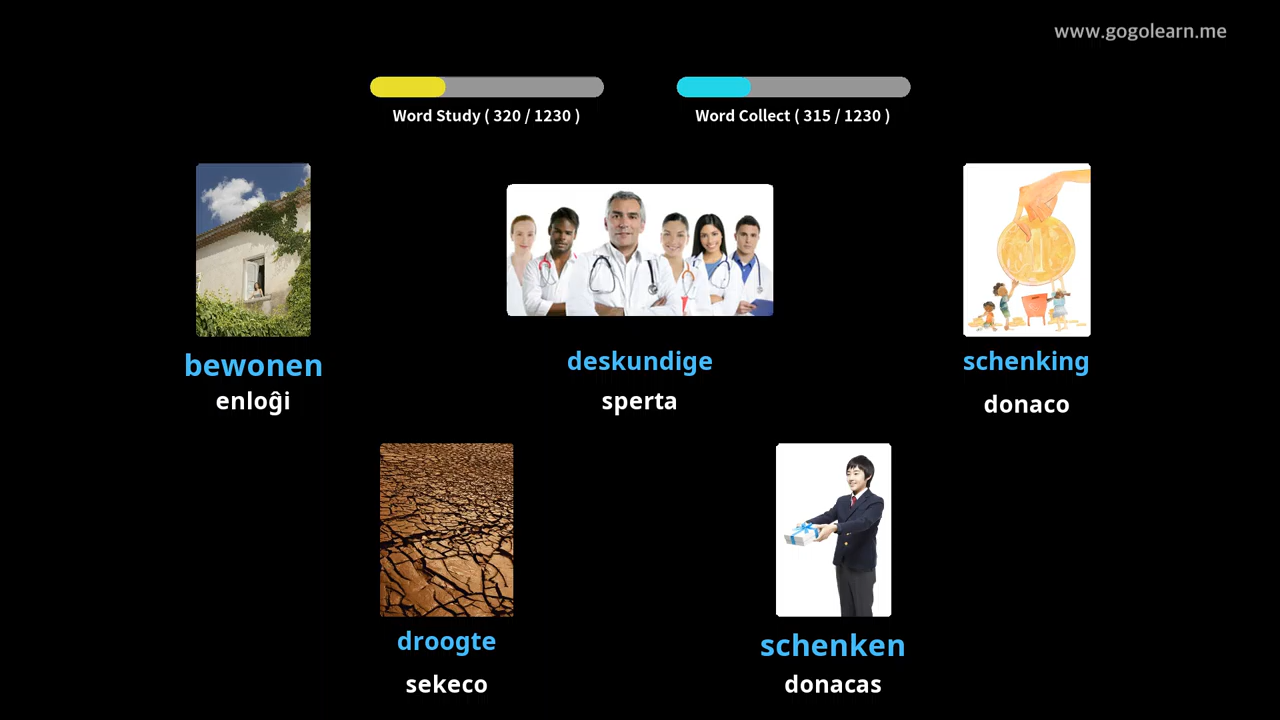 www.gogolearn.me
Word Study ( 320 / 1230 )
Word Collect ( 315 / 1230 )
bewonen
enloĝi
deskundige
sperta
schenking
donaco
droogte
sekeco
schenken
donacas